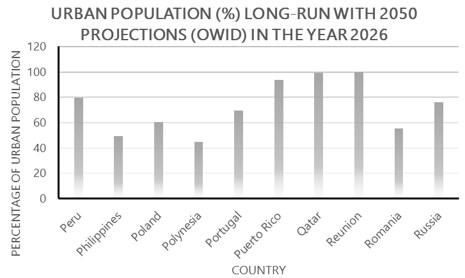 URBAN POPULATION (%) LONG-RUN WITH 2050
PROJECTIONS (OWID) IN THE YEAR 2026
PERCENTAGE OF URBAN POPULATION
120
100
80
60
40
20
0
Peru
Philippines
Poland
Polynesia
Portugal
Puerto Rico
Qatar
Reunion
Romania
Russia
COUNTRY